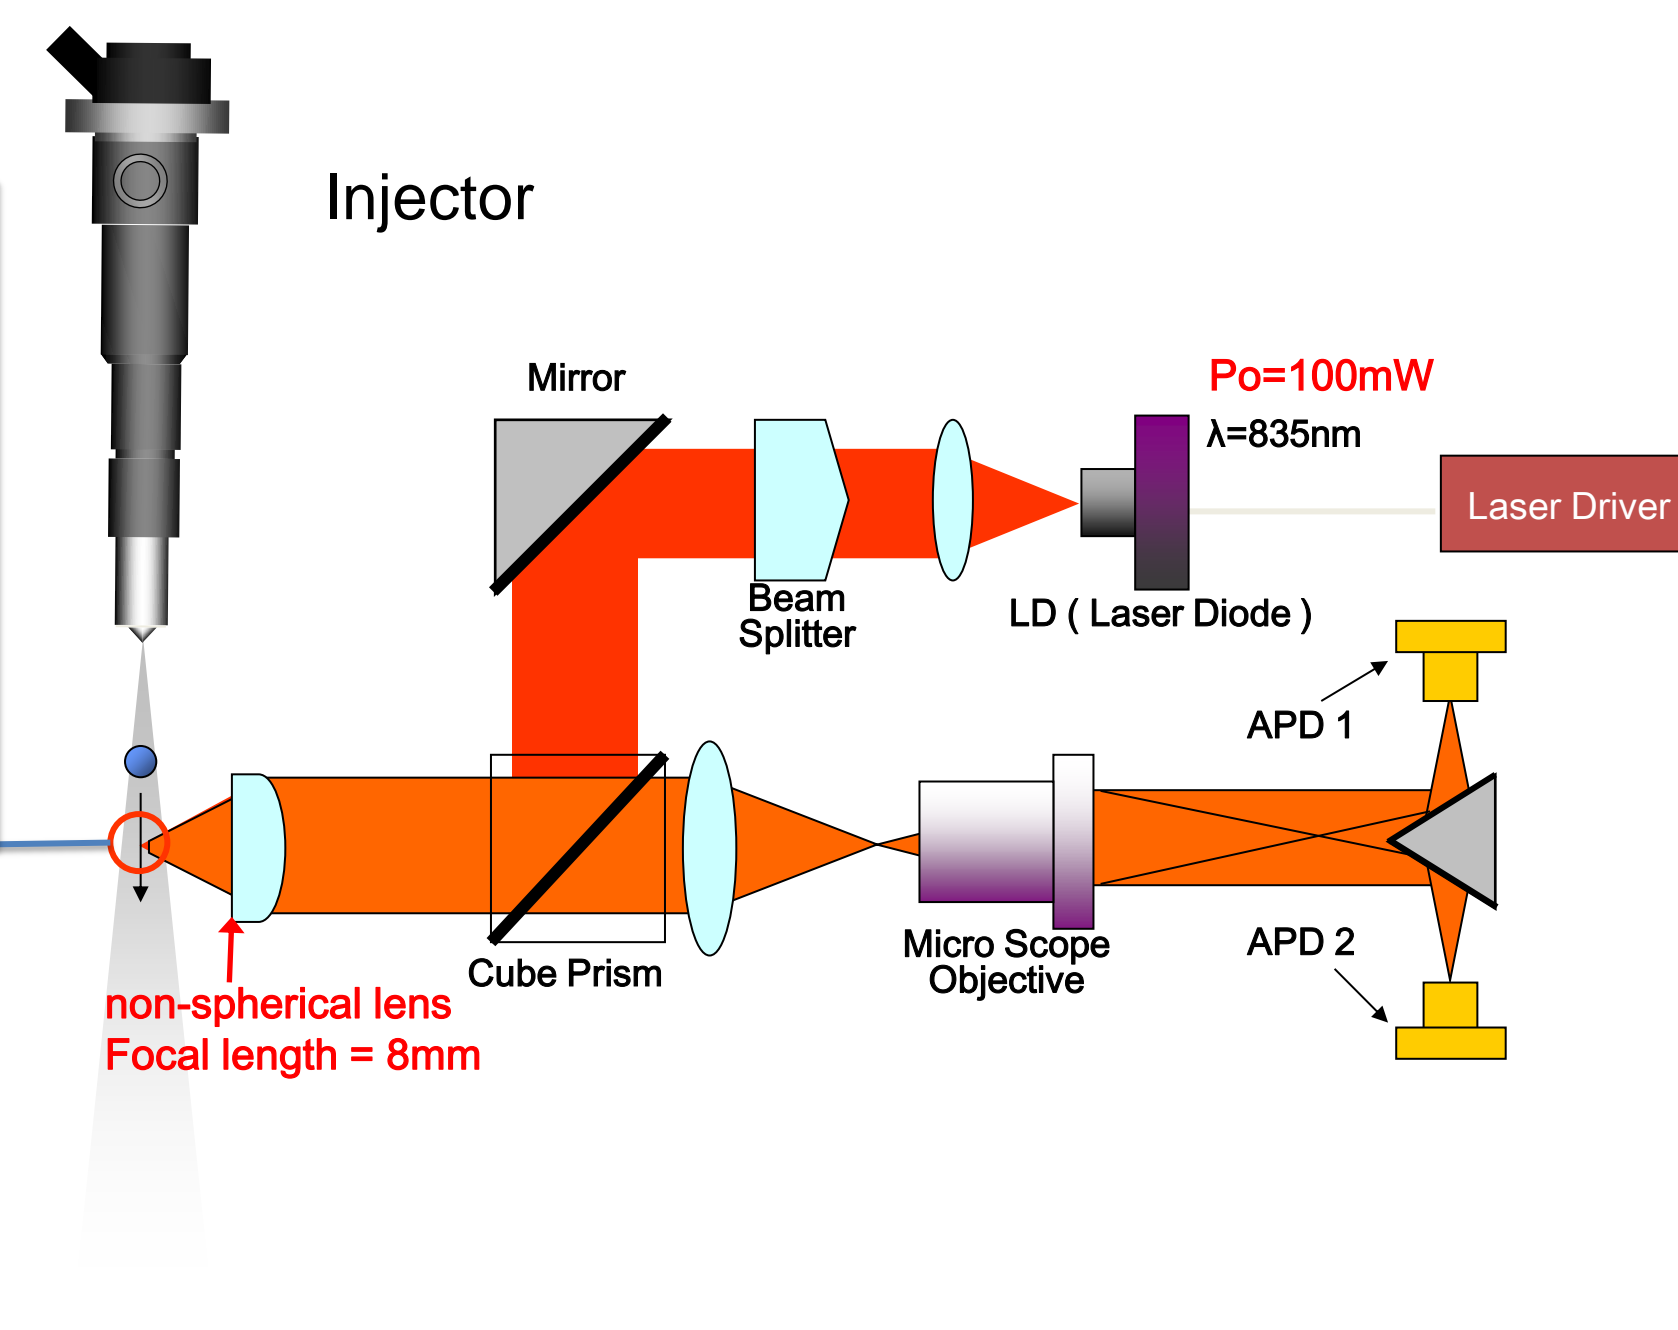 Injector
Mirror
Po=100mW
λ=835nm
Laser Driver
Beam
Splitter
LD ( Laser Diode )
APD 1
APD 2
Micro Scope
Objective
Cube Prism
non-spherical lens
Focal length = 8mm